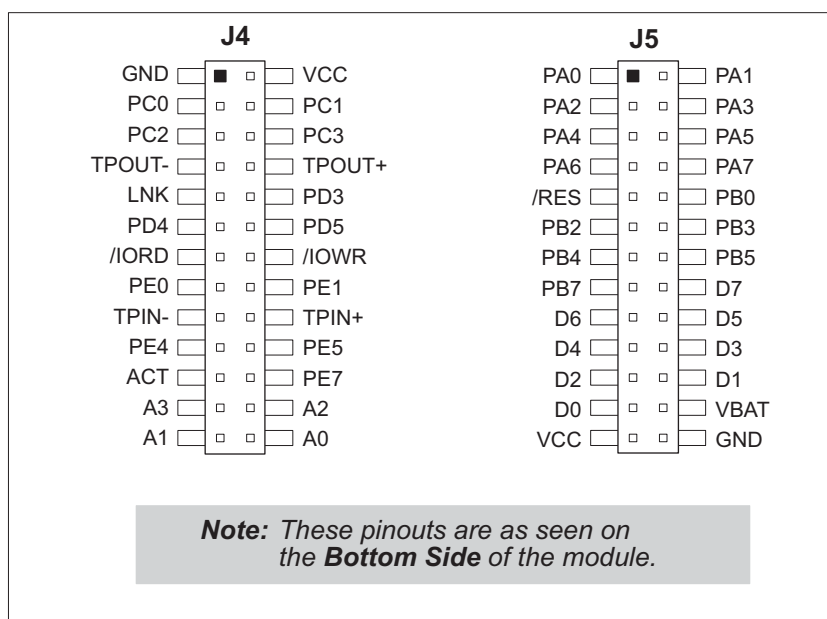 J4
GND VCC
PC0 PC1
PC2 PC3
TPOUT- TPOUT+
LNK PD3
PD4 PD5
/IORD /IOWR
PE0 PE1
TPIN- TPIN+
PE4 PE5
ACT PE7
A3 A2
A1 A0
J5
PA0 PA1
PA2 PA3
PA4 PA5
PA6 PA7
/RES PB0
PB2 PB3
PB4 PB5
PB7 D7
D6 D5
D4 D3
D2 D1
D0 VBAT
VCC GND
Note: These pinouts are as seen on
the Bottom Side of the module.